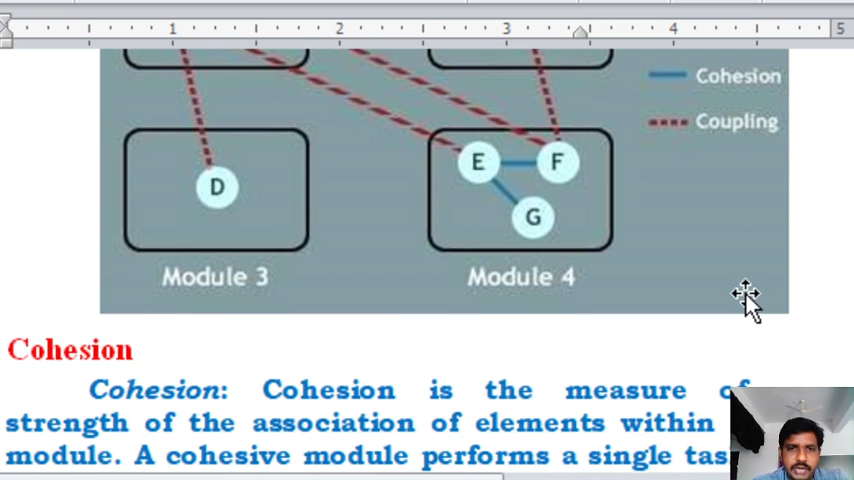 1 2 3 4 5
Cohesion
Coupling
E F
D
G
Module 3 Module 4
Cohesion
Cohesion: Cohesion is the measure of
strength of the association of elements within
module. A cohesive module performs a single